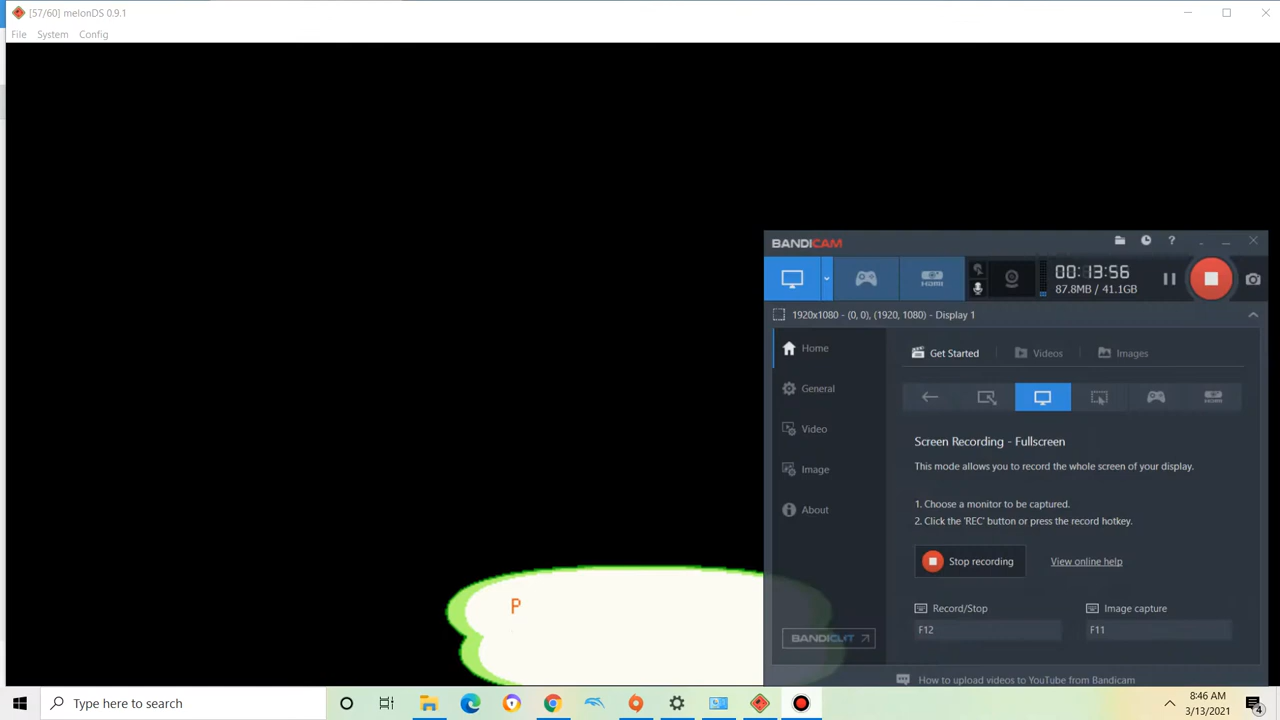 [57/60] melonDS 0.9.1
File System Config
BANDICAM
?
HDMI
00:13:56
87.8MB / 41.1GB
1920x1080 - (0, 0), (1920, 1080) - Display 1
Home
General
Video
Image
About
Get Started
Videos
Images
HDMI
Screen Recording - Fullscreen
This mode allows you to record the whole screen of your display.
1. Choose a monitor to be captured.
2. Click the 'REC' button or press the record hotkey.
Stop recording
View online help
Record/Stop
Image capture
F12
F11
P
BANDICUT
How to upload videos to YouTube from Bandicam
Type here to search
8:46 AM
3/13/2021
4